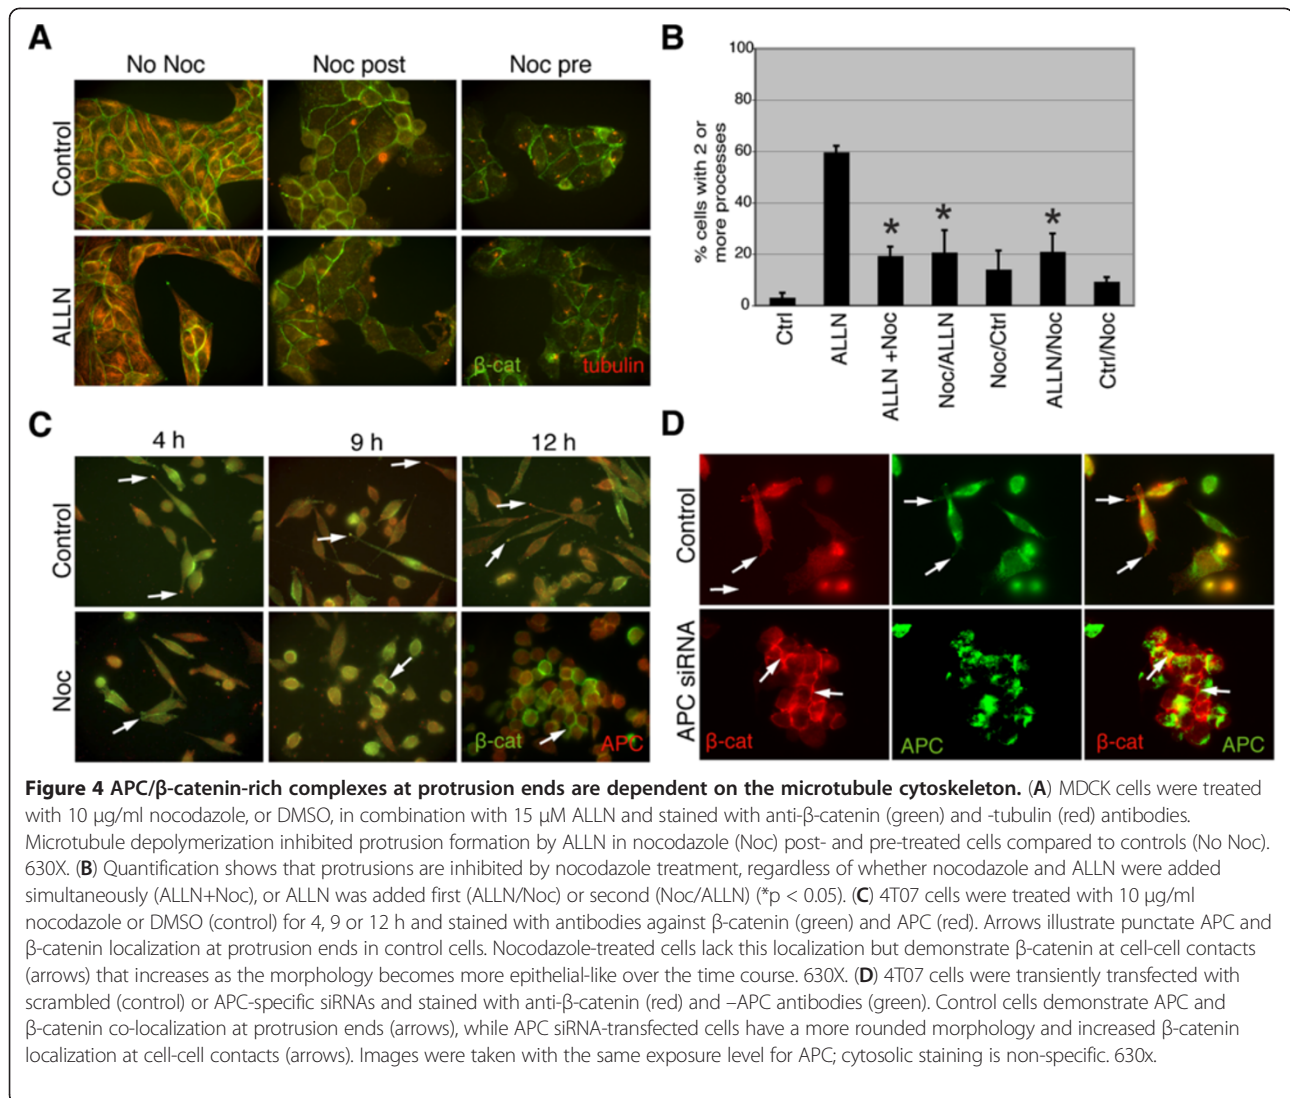 A
No Noc
Noc post
Noc pre
Control
ALLN
β-cat
tubulin
B
% cells with 2 or
more processes
100
80
60
40
20
0
*
*
*
Ctrl
ALLN
ALLN +Noc
Noc/ALLN
Noc/Ctrl
ALLN/Noc
Ctrl/Noc
C
4 h
9 h
12 h
Control
Noc
β-cat
APC
D
Control
APC siRNA
β-cat
APC
β-cat
APC
Figure 4 APC/β-catenin-rich complexes at protrusion ends are dependent on the microtubule cytoskeleton. (A) MDCK cells were treated
with 10 μg/ml nocodazole, or DMSO, in combination with 15 μM ALLN and stained with anti-β-catenin (green) and -tubulin (red) antibodies.
Microtubule depolymerization inhibited protrusion formation by ALLN in nocodazole (Noc) post- and pre-treated cells compared to controls (No Noc).
630X. (B) Quantification shows that protrusions are inhibited by nocodazole treatment, regardless of whether nocodazole and ALLN were added
simultaneously (ALLN+Noc), or ALLN was added first (ALLN/Noc) or second (Noc/ALLN) (*p < 0.05). (C) 4T07 cells were treated with 10 μg/ml
nocodazole or DMSO (control) for 4, 9 or 12 h and stained with antibodies against β-catenin (green) and APC (red). Arrows illustrate punctate APC and
β-catenin localization at protrusion ends in control cells. Nocodazole-treated cells lack this localization but demonstrate β-catenin at cell-cell contacts
(arrows) that increases as the morphology becomes more epithelial-like over the time course. 630X. (D) 4T07 cells were transiently transfected with
scrambled (control) or APC-specific siRNAs and stained with anti-β-catenin (red) and –APC antibodies (green). Control cells demonstrate APC and
β-catenin co-localization at protrusion ends (arrows), while APC siRNA-transfected cells have a more rounded morphology and increased β-catenin
localization at cell-cell contacts (arrows). Images were taken with the same exposure level for APC; cytosolic staining is non-specific. 630x.